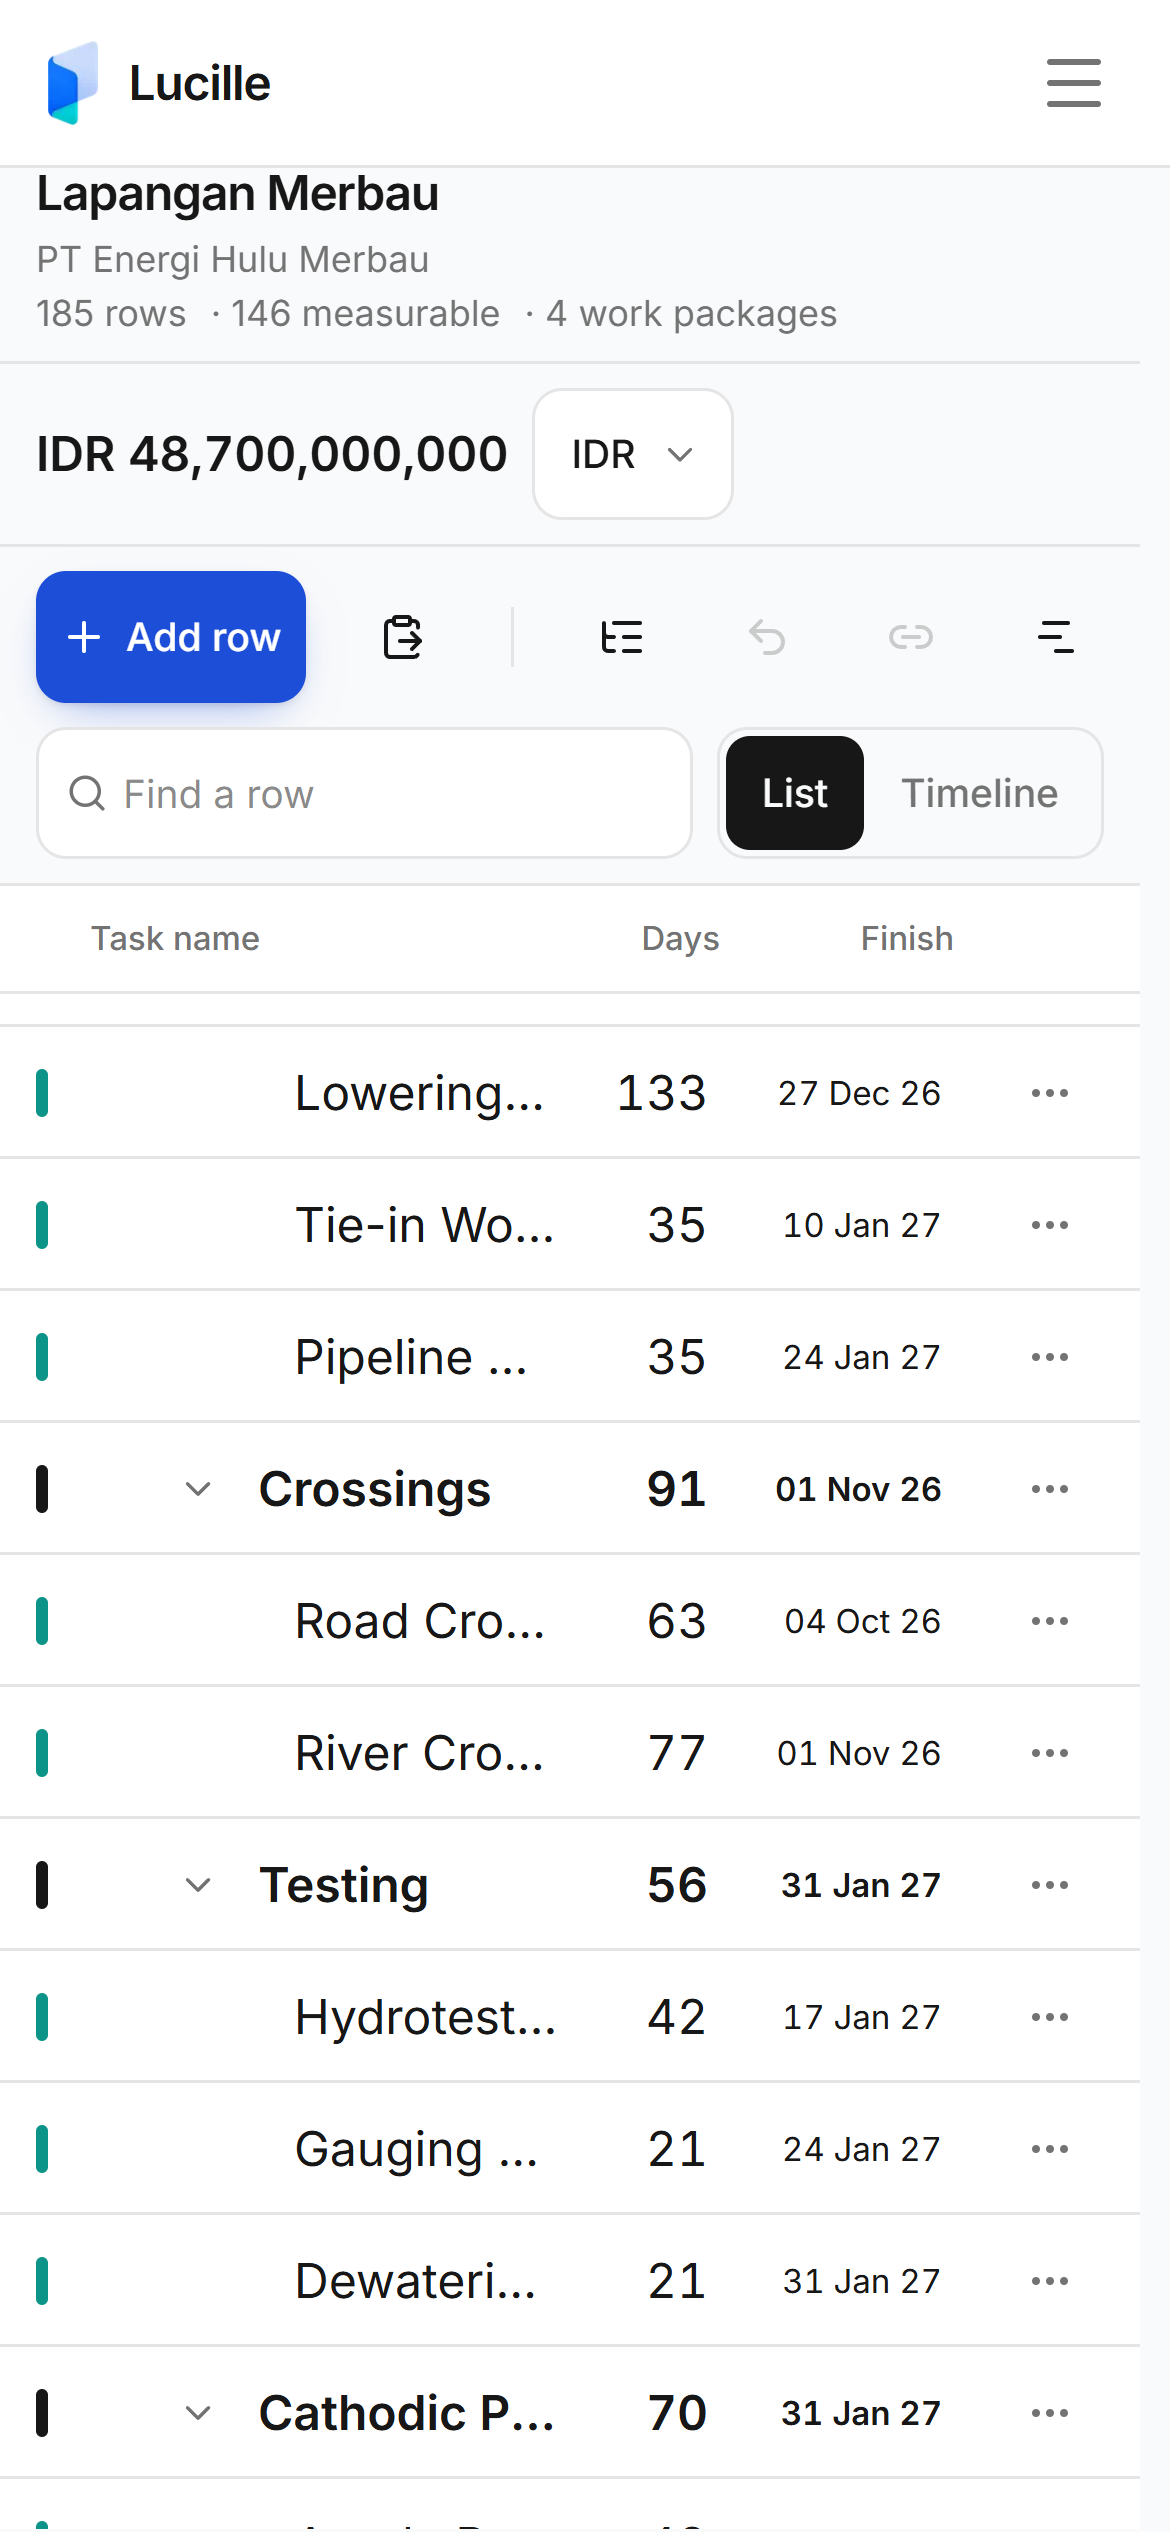 Lucille
Lapangan Merbau
PT Energi Hulu Merbau
185 rows · 146 measurable · 4 work packages
IDR 48,700,000,000 IDR
Add row
Find a row List Timeline
Task name Days Finish
Lowering... 133 27 Dec 26
Tie-in Wo... 35 10 Jan 27
Pipeline ... 35 24 Jan 27
Crossings 91 01 Nov 26
Road Cro... 63 04 Oct 26
River Cro... 77 01 Nov 26
Testing 56 31 Jan 27
Hydrotest... 42 17 Jan 27
Gauging ... 21 24 Jan 27
Dewateri... 21 31 Jan 27
Cathodic P... 70 31 Jan 27